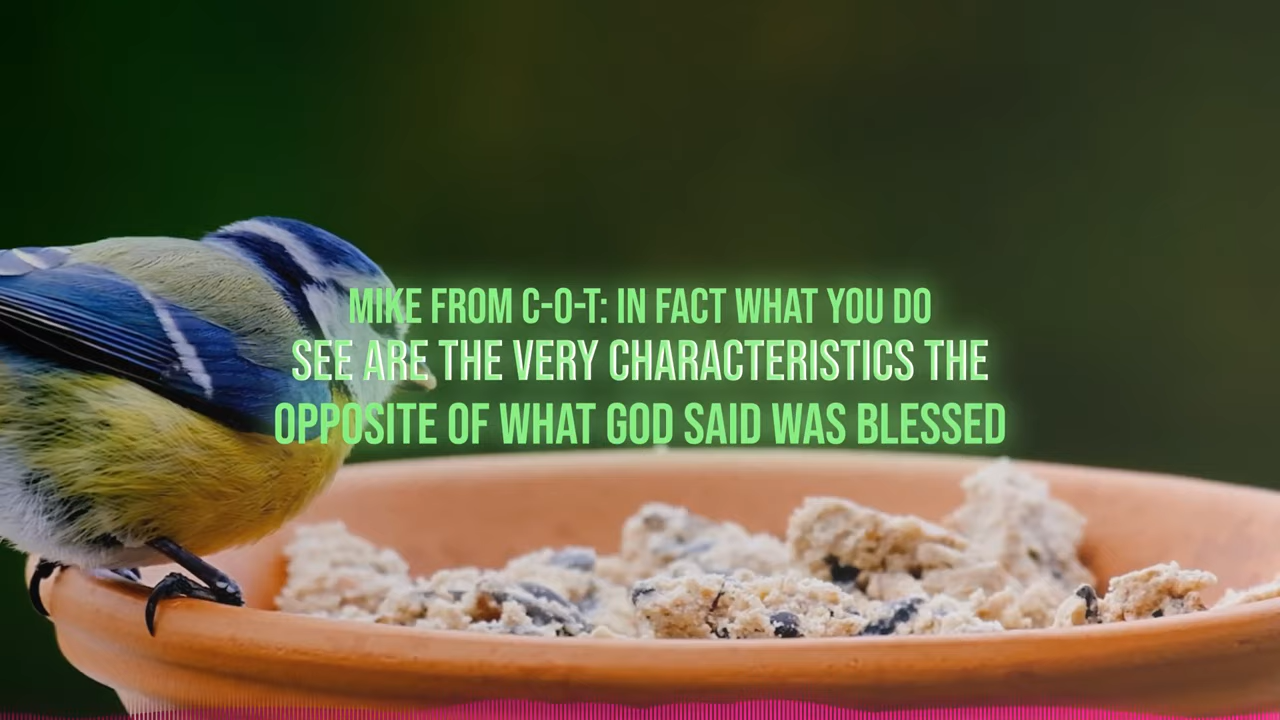 MIKE FROM C-O-T: IN FACT WHAT YOU DO
SEE ARE THE VERY CHARACTERISTICS THE
OPPOSITE OF WHAT GOD SAID WAS BLESSED